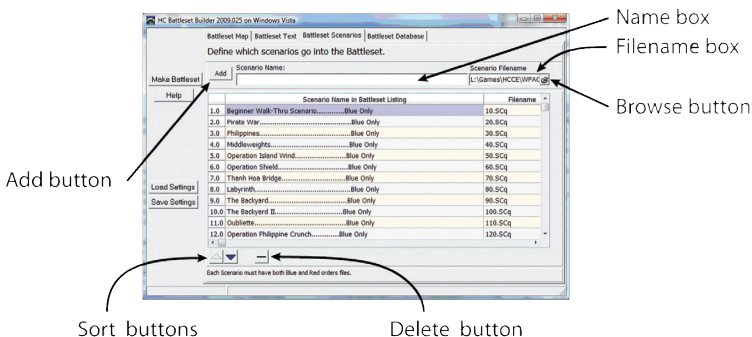 Name box
HC Battleset Builder 2009.025 on Windows Vista
Filename box
Battleset Map Battleset Text Battleset Scenarios Battleset Database
Define which scenarios go into the Battleset.
Scenario Name: Scenario Filename
Make Battleset Add L:\Games\HCCE\WPAC
Help
Browse button
Scenario Name in Battleset Listing Filename
1.0 Beginner Walk-Thru Scenario.............Blue Only 10.SCq
2.0 Pirate War.........................................Blue Only 20.SCq
3.0 Philippines.........................................Blue Only 30.SCq
4.0 Middleweights...................................Blue Only 40.SCq
5.0 Operation Island Wind.......................Blue Only 50.SCq
6.0 Operation Shield................................Blue Only 60.SCq
7.0 Thanh Hoa Bridge..............................Blue Only 70.SCq
Add button
Load Settings 8.0 Labyrinth...........................................Blue Only 80.SCq
Save Settings 9.0 The Backyard.....................................Blue Only 90.SCq
10.0 The Backyard II.................................Blue Only 100.SCq
11.0 Oubliette..........................................Blue Only 110.SCq
12.0 Operation Philippine Crunch............Blue Only 120.SCq
Each Scenario must have both Blue and Red orders files.
Sort buttons Delete button